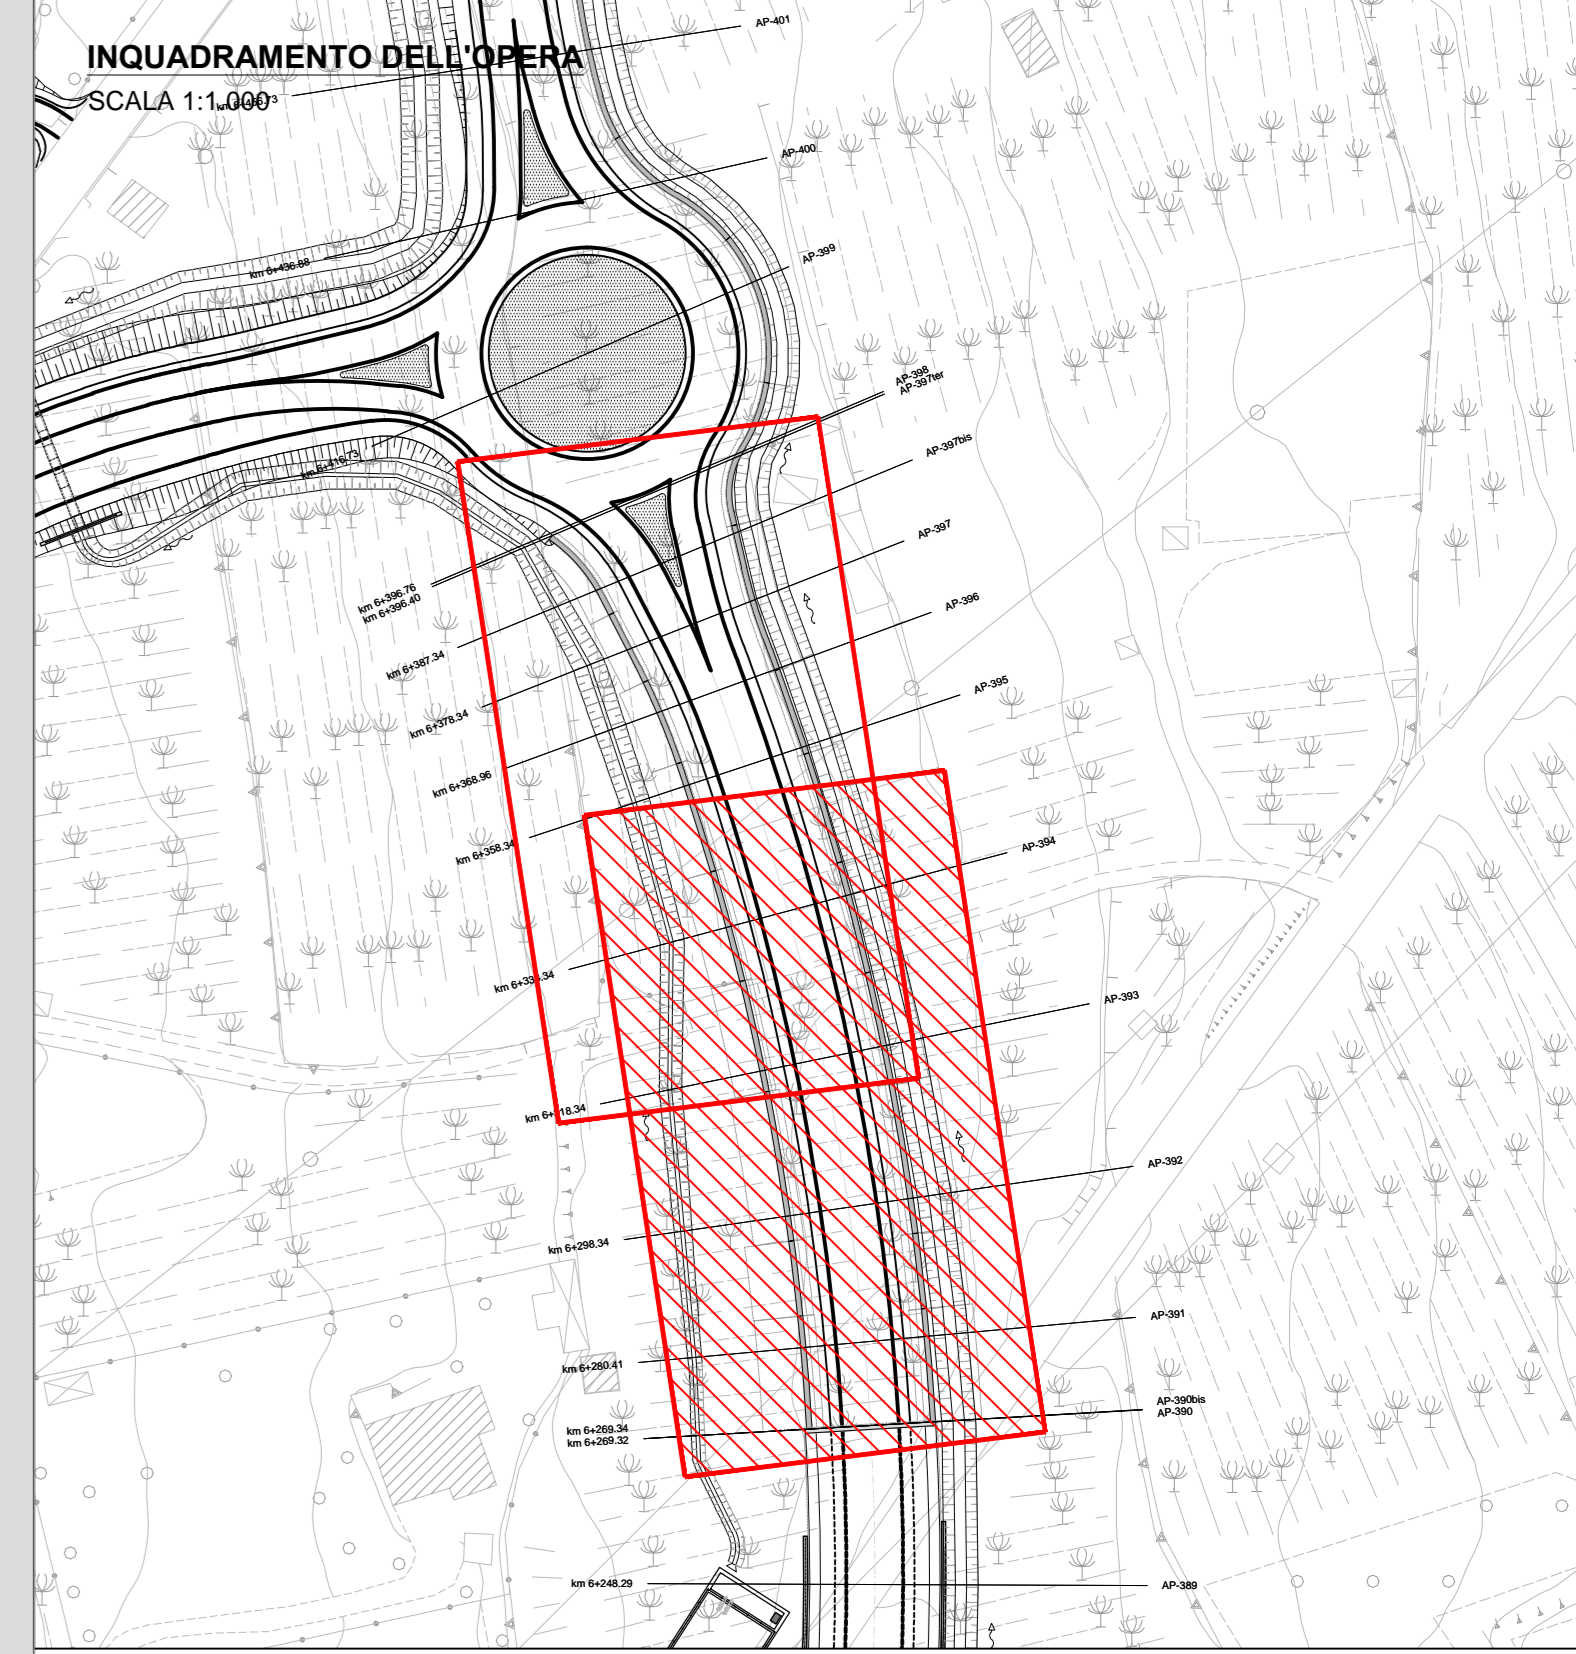 INQUADRAMENTO DELL'OPERA
SCALA 1:1.000
AP-401
AP-400
km 6+436.88
AP-399
km 6+416.73
AP-398
AP-397ter
km 6+396.76
km 6+396.40
AP-397bis
km 6+387.34
AP-397
km 6+378.34
AP-396
km 6+368.96
AP-395
km 6+358.34
AP-394
AP-393
AP-392
km 6+298.34
AP-391
km 6+280.41
AP-390bis
AP-390
km 6+269.34
km 6+269.32
km 6+248.29
AP-389